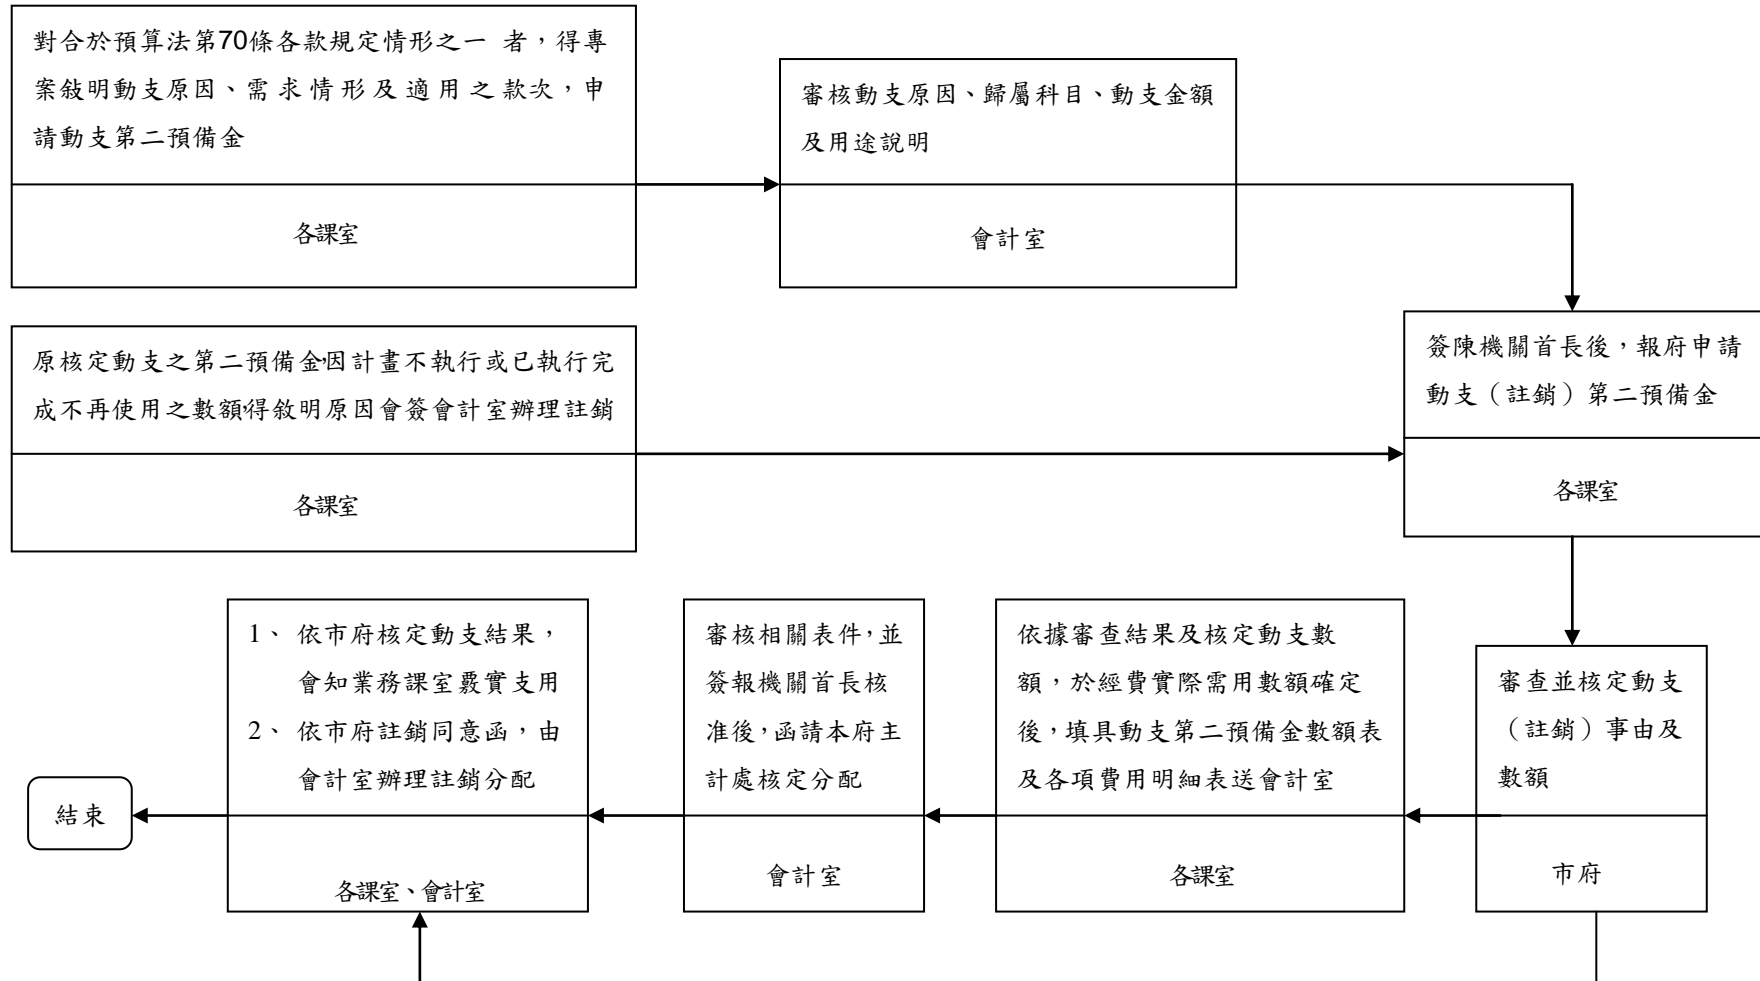 對合於預算法第70條各款規定情形之一 者，得專
案敍明動支原因、需求情形及適用之款次，申
請動支第二預備金
各課室
審核動支原因、歸屬科目、動支金額
及用途說明
會計室
原核定動支之第二預備金因計畫不執行或已執行完
成不再使用之數額得敘明原因會簽會計室辦理註銷
各課室
簽陳機關首長後，報府申請
動支（註銷）第二預備金
各課室
審查並核定動支
（註銷）事由及
數額
市府
依據審查結果及核定動支數
額，於經費實際需用數額確定
後，填具動支第二預備金數額表
及各項費用明細表送會計室
各課室
審核相關表件，並
簽報機關首長核
准後，函請本府主
計處核定分配
會計室
1、 依市府核定動支結果，
會知業務課室覈實支用
2、 依市府註銷同意函，由
會計室辦理註銷分配
各課室、會計室
結束